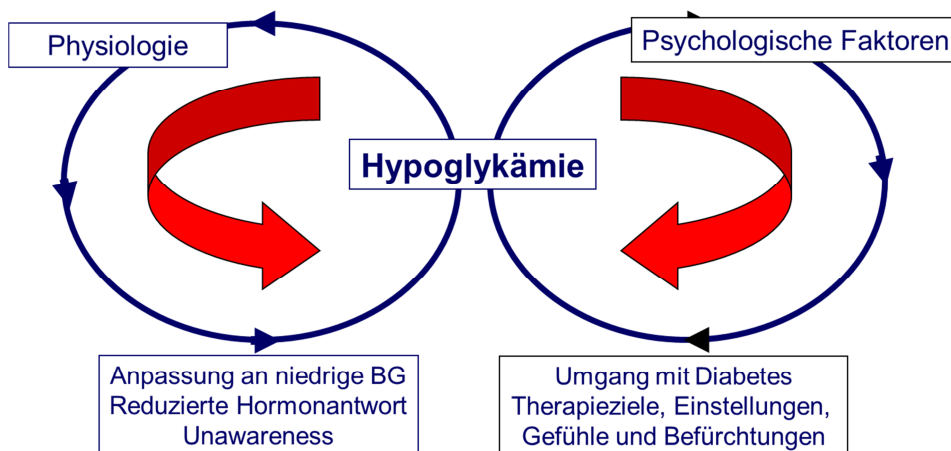 Physiologie
Psychologische Faktoren
Hypoglykämie
Anpassung an niedrige BG
Reduzierte Hormonantwort
Unawareness
Umgang mit Diabetes
Therapieziele, Einstellungen,
Gefühle und Befürchtungen